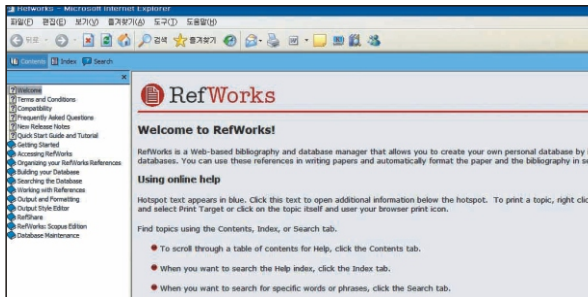 Refworks - Microsoft Internet Explorer
파일(F) 편집(E) 보기(V) 즐겨찾기(A) 도구(T) 도움말(H)
뒤로 검색 즐겨찾기
Contents Index Search
Welcome
Terms and Conditions
Compatibility
Frequently Asked Questions
New Release Notes
Quick Start Guide and Tutorial
Getting Started
Accessing RefWorks
Organizing your RefWorks References
Building your Database
Searching the Database
Working with References
Output and Formatting
Output Style Editor
RefShare
RefWorks: Scopus Edition
Database Maintenance
RefWorks
Welcome to RefWorks!
RefWorks is a Web-based bibliography and database manager that allows you to create your own personal database by
databases. You can use these references in writing papers and automatically format the paper and the bibliography in
Using online help
Hotspot text appears in blue. Click this text to open additional information below the hotspot. To print a topic, right
and select Print Target or click on the topic itself and user your browser print icon.
Find topics using the Contents, Index, or Search tab.
To scroll through a table of contents for Help, click the Contents tab.
When you want to search the Help index, click the Index tab.
When you want to search for specific words or phrases, click the Search tab.